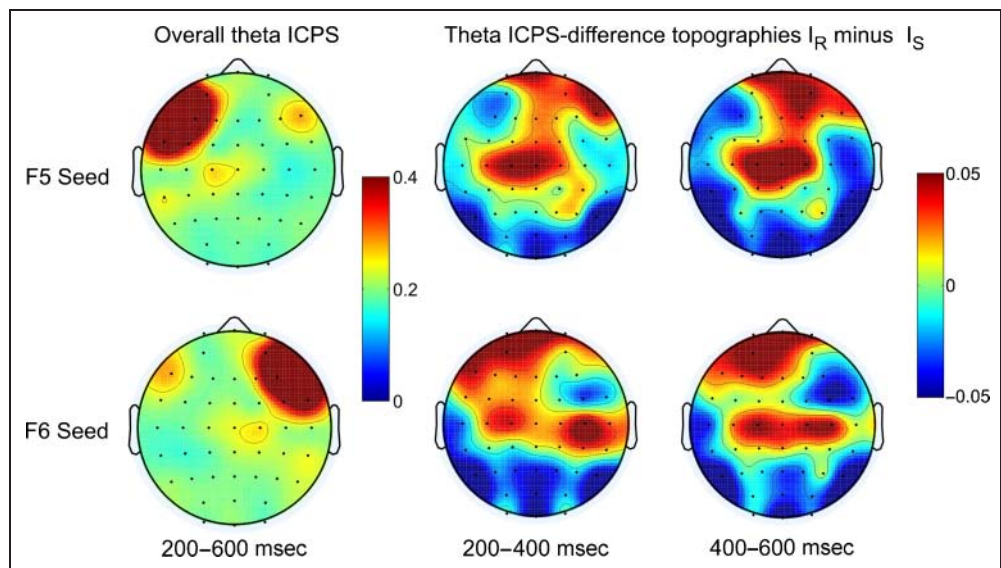 Overall theta ICPS
Theta ICPS-difference topographies I_R minus I_S
F5 Seed
0.4
0.2
0
0.05
0
−0.05
F6 Seed
200–600 msec
200–400 msec
400–600 msec